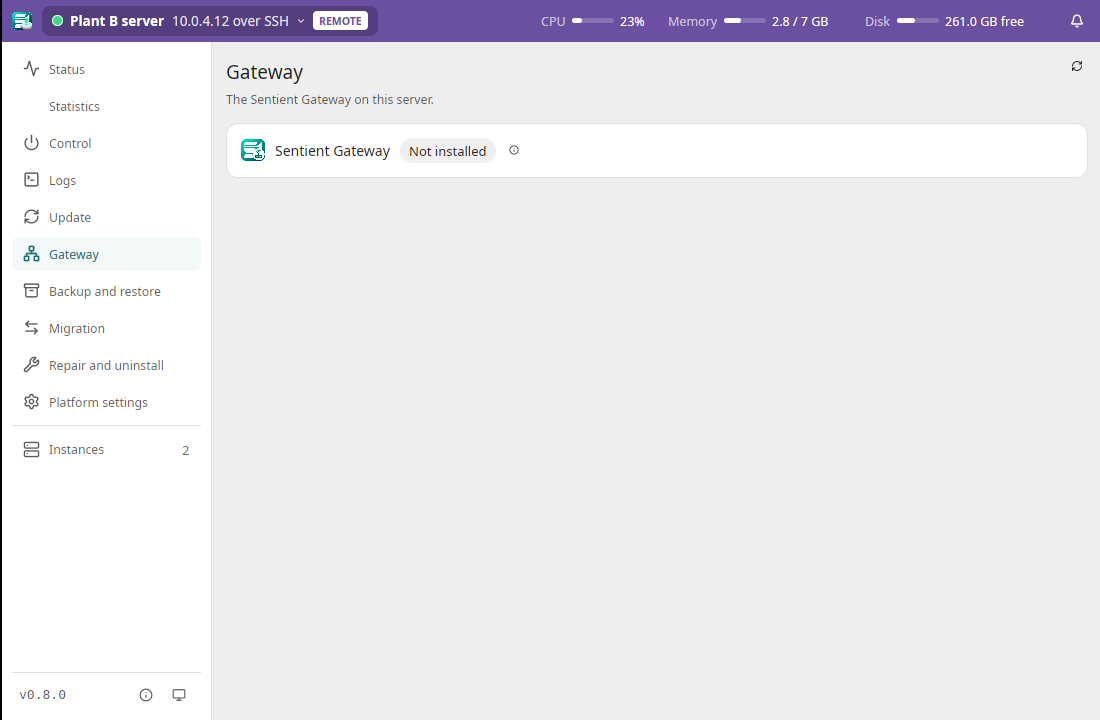 Plant B server 10.0.4.12 over SSH REMOTE CPU 23% Memory 2.8 / 7 GB Disk 261.0 GB free
Status
Statistics
Control
Logs
Update
Gateway
Backup and restore
Migration
Repair and uninstall
Platform settings
Instances 2
v0.8.0
Gateway
The Sentient Gateway on this server.
Sentient Gateway Not installed